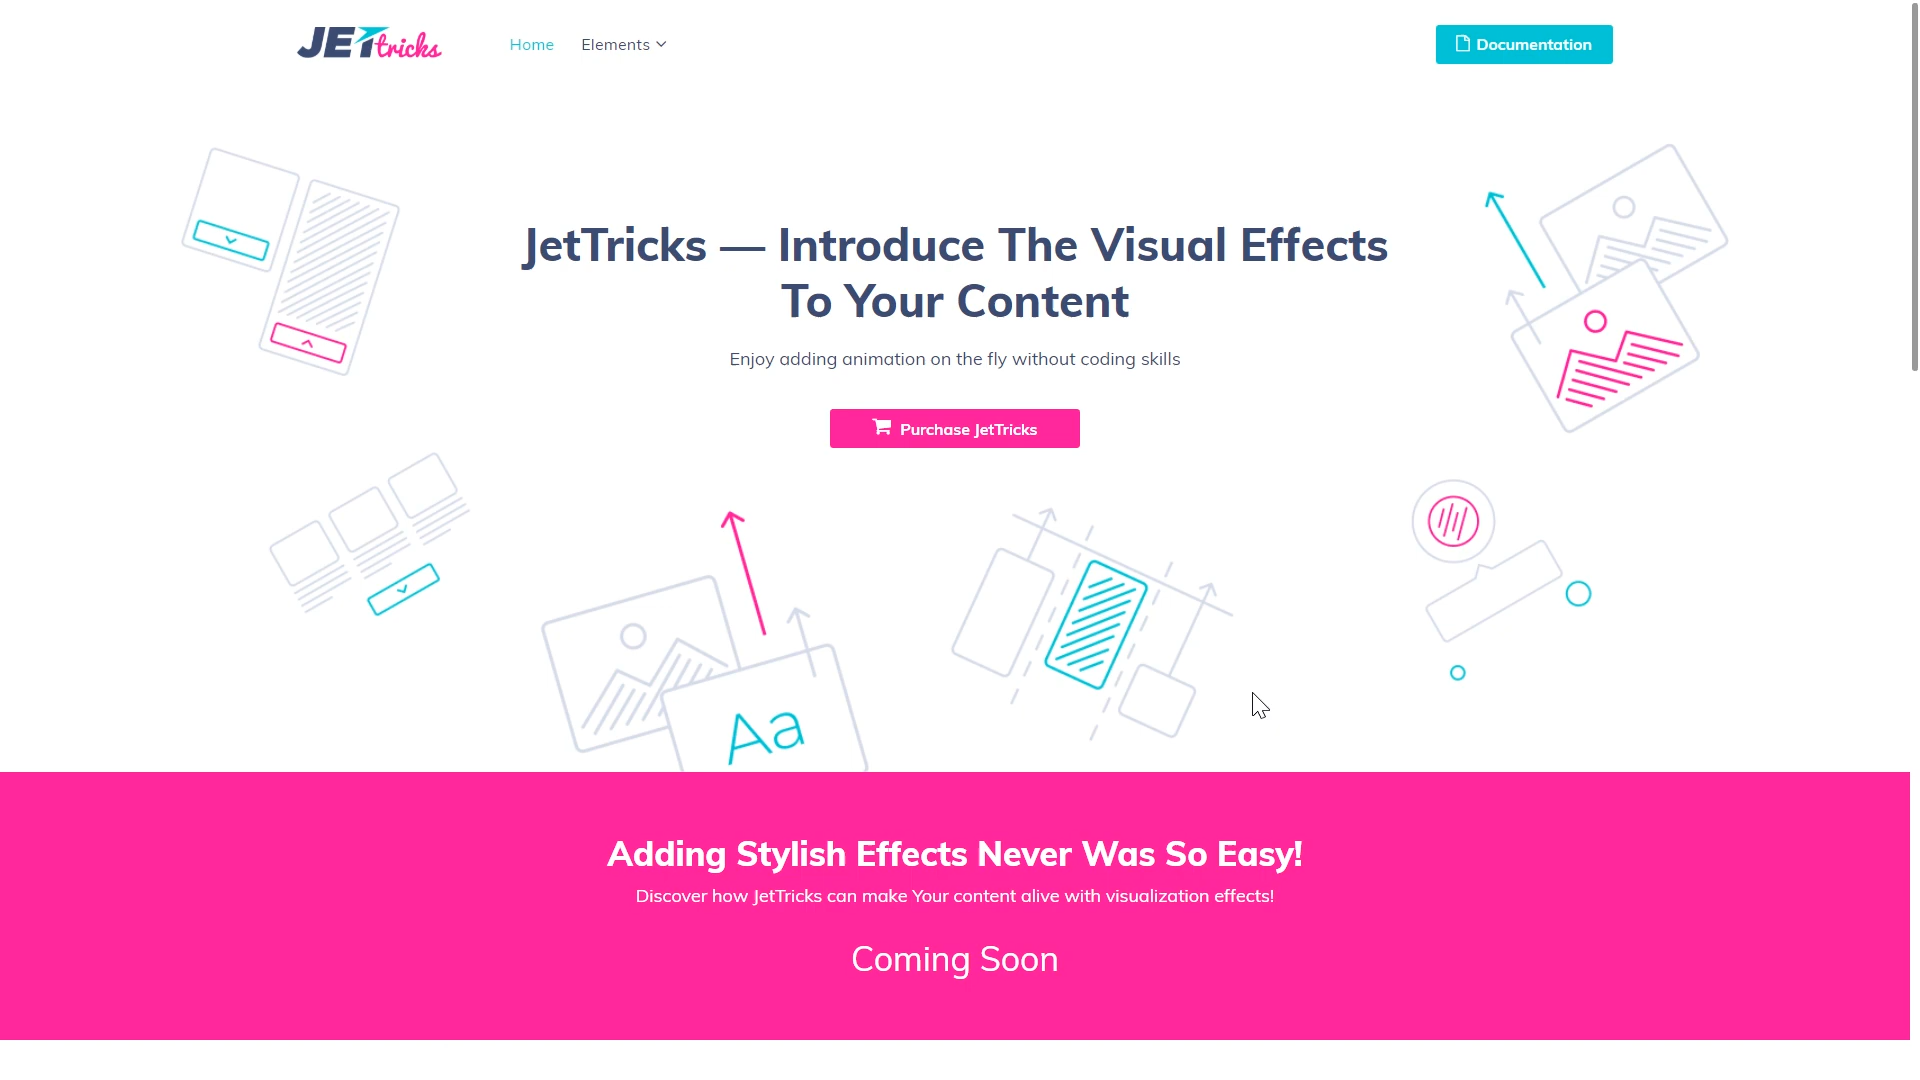 JETtricks
Home
Elements
Documentation
JetTricks — Introduce The Visual Effects
To Your Content
Enjoy adding animation on the fly without coding skills
Purchase JetTricks
Aa
Adding Stylish Effects Never Was So Easy!
Discover how JetTricks can make Your content alive with visualization effects!
Coming Soon